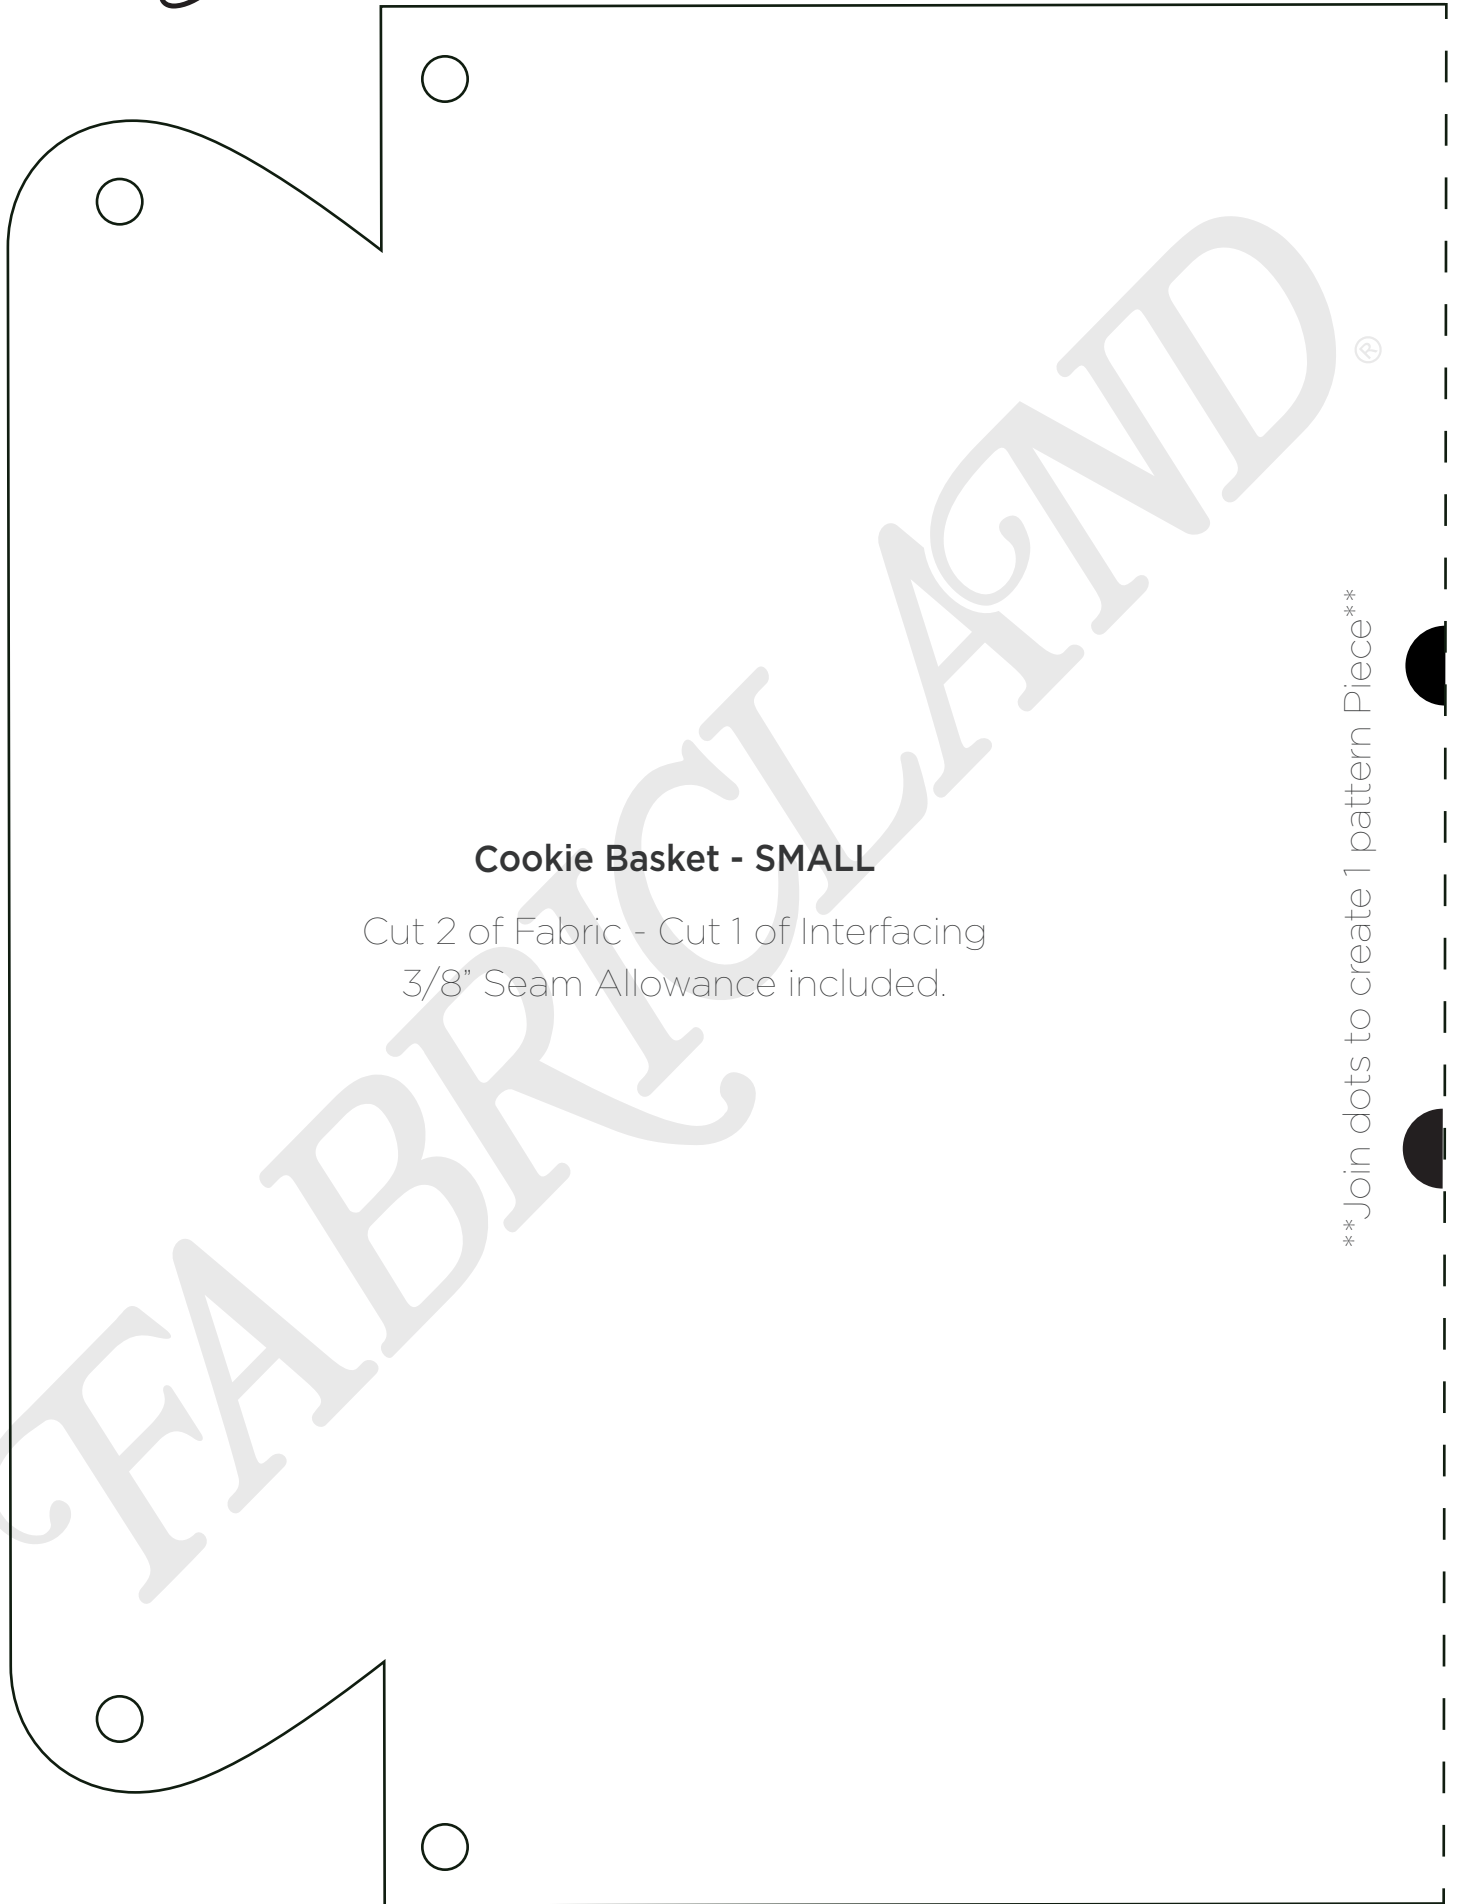 FABRICLAND®
Cookie Basket - SMALL
Cut 2 of Fabric - Cut 1 of Interfacing
3/8” Seam Allowance included.
**Join dots to create 1 pattern Piece**